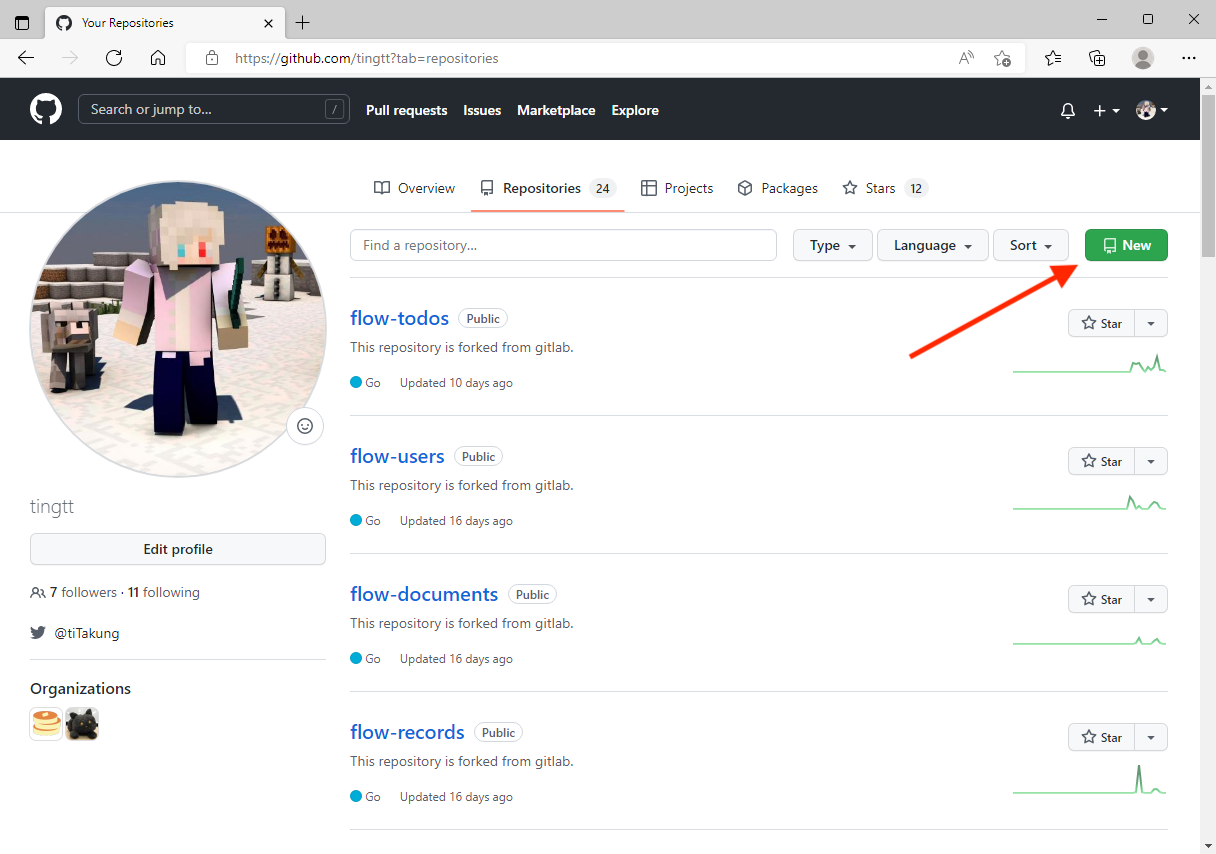 Your Repositories
https://github.com/tingtt?tab=repositories
Search or jump to... /
Pull requests Issues Marketplace Explore
Overview Repositories 24 Projects Packages Stars 12
Find a repository... Type Language Sort New
flow-todos Public
Star
This repository is forked from gitlab.
Go Updated 10 days ago
flow-users Public
Star
This repository is forked from gitlab.
Go Updated 16 days ago
flow-documents Public
Star
This repository is forked from gitlab.
Go Updated 16 days ago
flow-records Public
Star
This repository is forked from gitlab.
Go Updated 16 days ago
tingtt
Edit profile
7 followers · 11 following
@tiTakung
Organizations